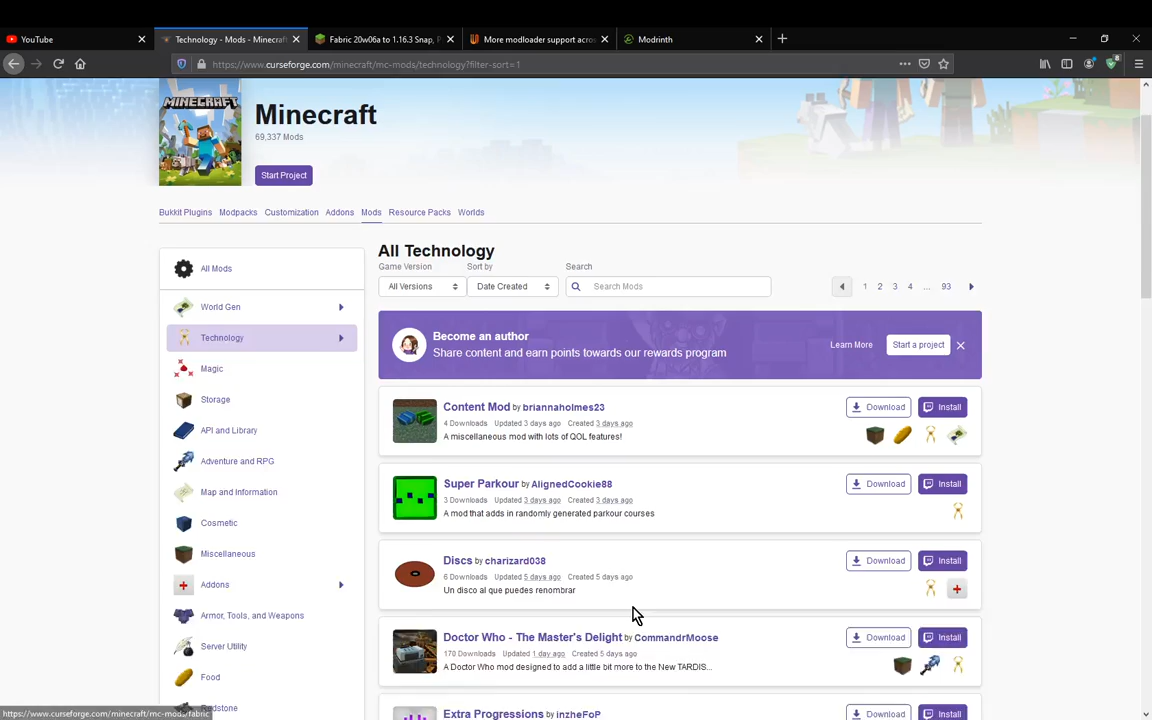 YouTube
Technology - Mods - Minecraft
Fabric 20w06a to 1.16.3 Snap, P
More modloader support acros
Modrinth
https://www.curseforge.com/minecraft/mc-mods/technology?filter-sort=1
8
MINECRAFT
Minecraft
69,337 Mods
Start Project
Bukkit Plugins Modpacks Customization Addons Mods Resource Packs Worlds
All Mods
World Gen
Technology
Magic
Storage
API and Library
Adventure and RPG
Map and Information
Cosmetic
Miscellaneous
Addons
Armor, Tools, and Weapons
Server Utility
Food
Redstone
All Technology
Game Version Sort by Search
All Versions Date Created Search Mods 1 2 3 4 ... 93
Become an author
Share content and earn points towards our rewards program
Learn More Start a project
Content Mod by briannaholmes23
4 Downloads Updated 3 days ago Created 3 days ago
A miscellaneous mod with lots of QOL features!
Download Install
Super Parkour by AlignedCookie88
3 Downloads Updated 3 days ago Created 3 days ago
A mod that adds in randomly generated parkour courses
Download Install
Discs by charizard038
6 Downloads Updated 5 days ago Created 5 days ago
Un disco al que puedes renombrar
Download Install
Doctor Who - The Master's Delight by CommandrMoose
170 Downloads Updated 1 day ago Created 5 days ago
A Doctor Who mod designed to add a little bit more to the New TARDIS...
Download Install
Extra Progressions by inzheFoP
Download Install
https://www.curseforge.com/minecraft/mc-mods/fabric